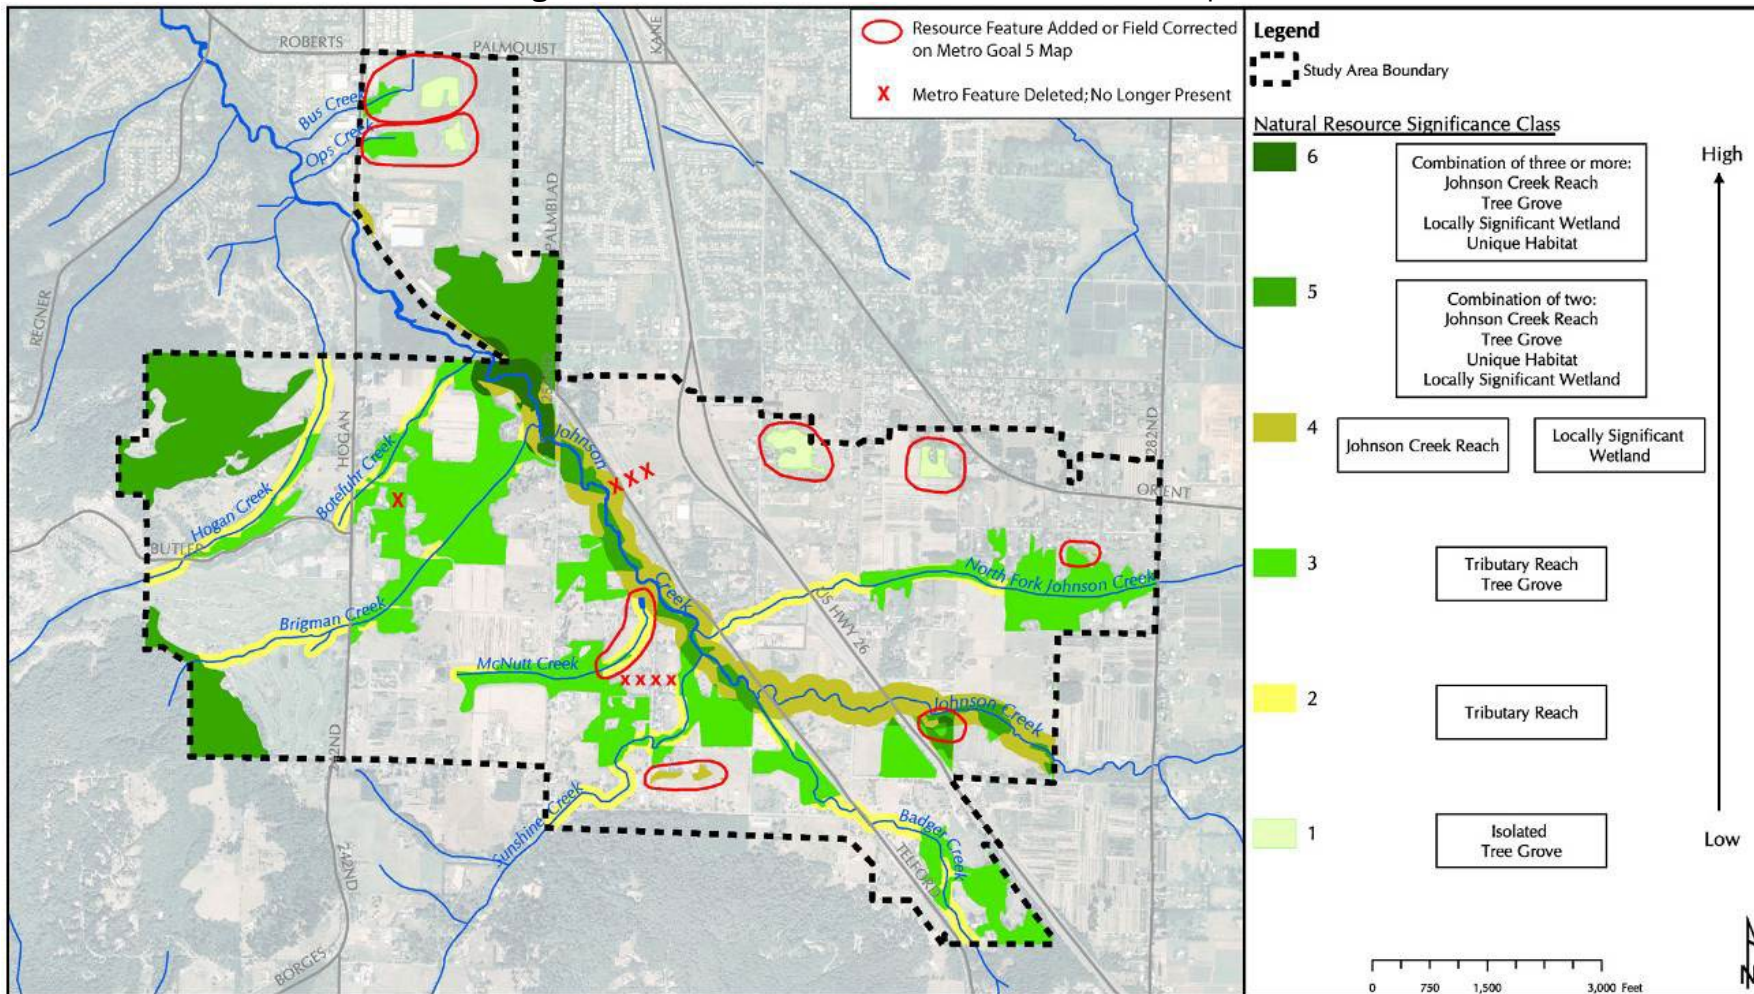 Resource Feature Added or Field Corrected
on Metro Goal 5 Map
X Metro Feature Deleted; No Longer Present
Legend
Study Area Boundary
Natural Resource Significance Class
High
6
Combination of three or more:
Johnson Creek Reach
Tree Grove
Locally Significant Wetland
Unique Habitat
5
Combination of two:
Johnson Creek Reach
Tree Grove
Unique Habitat
Locally Significant Wetland
4
Johnson Creek Reach
Locally Significant
Wetland
3
Tributary Reach
Tree Grove
2
Tributary Reach
1
Isolated
Tree Grove
Low
0 750 1,500 3,000 Feet
N
ROBERTS
PALMQUIST
KANE
Bus Creek
Ops Creek
PALMBLAD
REGNER
HOGAN
Johnson
Creek
282ND
ORIENT
Botefuhr Creek
Hogan Creek
BUTLER
X
X X X
North Fork Johnson Creek
US HWY 26
Brigman Creek
McNutt Creek
X X X X
Johnson Creek
Sunshine Creek
Badger Creek
TELFORD
242ND
BORGES